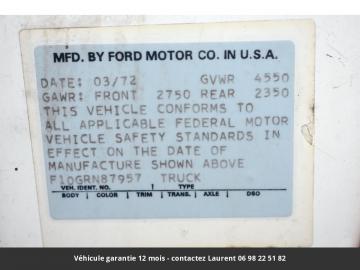 MFD. BY FORD MOTOR CO. IN U.S.A.
DATE: 03/72 GVWR 4550
GAWR: FRONT 2750 REAR 2350
THIS VEHICLE CONFORMS TO
ALL APPLICABLE FEDERAL MOTOR
VEHICLE SAFETY STANDARDS IN
EFFECT ON THE DATE OF
MANUFACTURE SHOWN ABOVE
F10GRN87957 TRUCK
VEH. IDENT. NO. TYPE
BODY COLOR TRIM TRANS. AXLE DSO
Véhicule garantie 12 mois - contactez Laurent 06 98 22 51 82